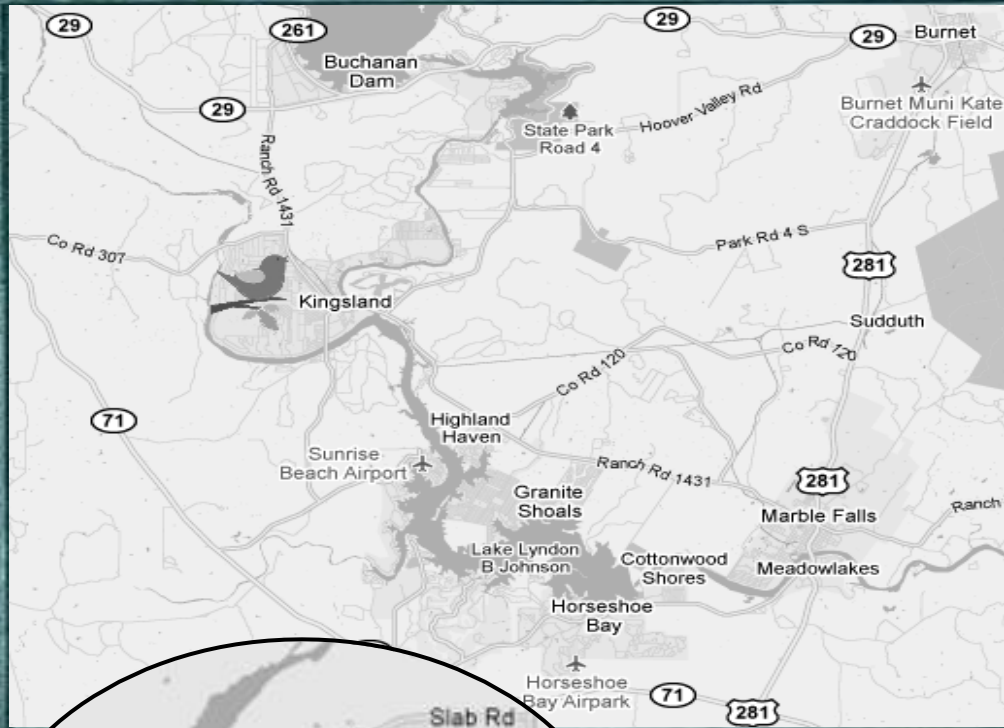 29
261
29
29
Burnet
Buchanan
Dam
29
Burnet Muni Kate
Craddock Field
State Park
Road 4
Hoover Valley Rd
Ranch Rd 1431
Co Rd 307
Park Rd 4 S
281
Kingsland
Sudduth
Co Rd 120
Co Rd 120
71
Highland
Haven
Sunrise
Beach Airport
Ranch Rd 1431
281
Granite
Shoals
Ranch
Marble Falls
Lake Lyndon
B Johnson
Cottonwood
Shores
Meadowlakes
Horseshoe
Bay
Horseshoe
Bay Airpark
71
281
Slab Rd